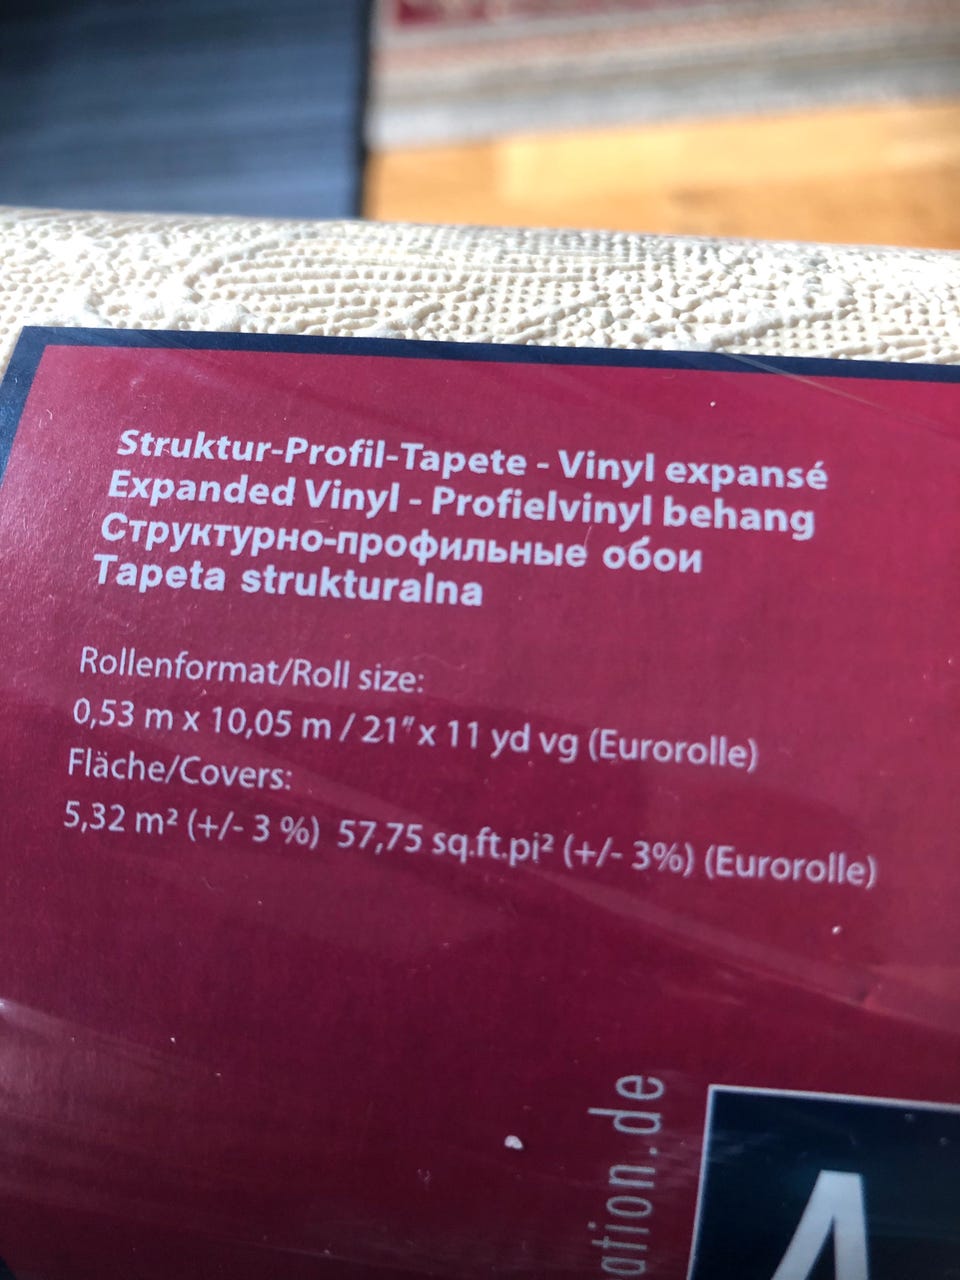 Struktur-Profil-Tapete - Vinyl expansé
Expanded Vinyl - Profielvinyl behang
Структурно-профильные обои
Tapeta strukturalna
Rollenformat/Roll size:
0,53 m x 10,05 m / 21" x 11 yd vg (Eurorolle)
Fläche/Covers:
5,32 m² (+/- 3 %) 57,75 sq.ft.pi² (+/- 3%) (Eurorolle)
ation.de
A